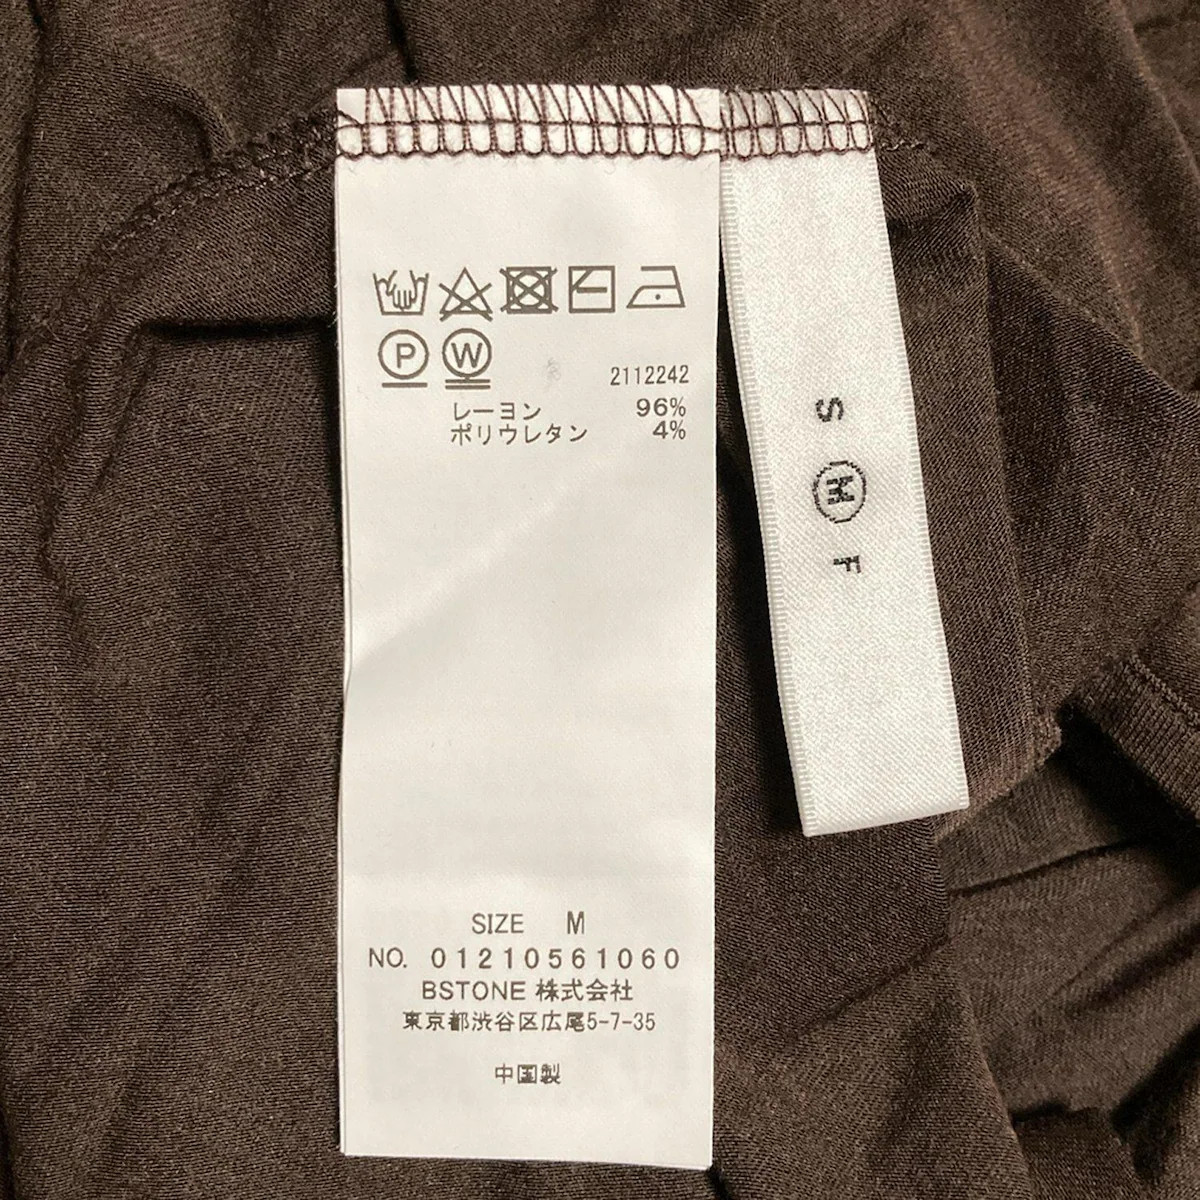 P W
2112242
レーヨン 96%
ポリウレタン 4%
SIZE M
NO. 01210561060
BSTONE 株式会社
東京都渋谷区広尾5-7-35
中国製
S M F